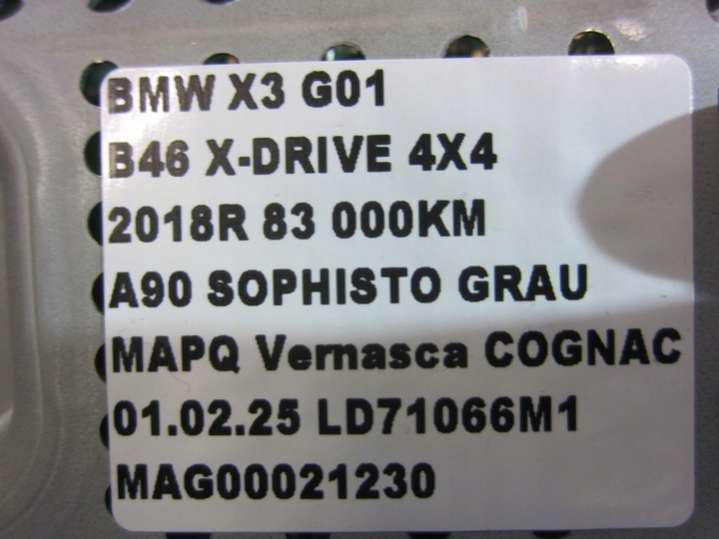 BMW X3 G01
B46 X-DRIVE 4X4
2018R 83 000KM
A90 SOPHISTO GRAU
MAPQ Vernasca COGNAC
01.02.25 LD71066M1
MAG00021230